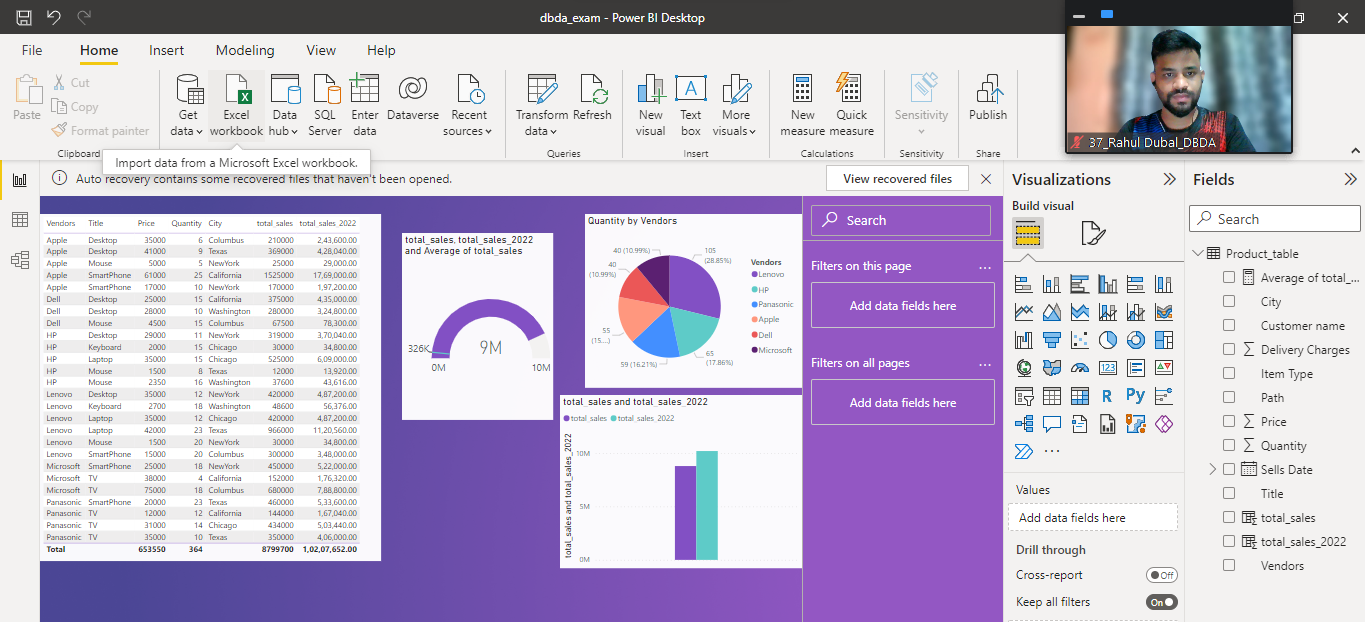 dbda_exam - Power BI Desktop
File Home Insert Modeling View Help
Paste
Cut
Copy
Format painter
Get data
Excel workbook
Data hub
SQL Server
Enter data
Dataverse
Recent sources
Transform data
Refresh
New visual
Text box
More visuals
New measure
Quick measure
Sensitivity
Publish
Clipboard
Queries
Insert
Calculations
Sensitivity
Share
37_Rahul Dubal_DBDA
Import data from a Microsoft Excel workbook.
Auto recovery contains some recovered files that haven't been opened.
View recovered files
Vendors Title Price Quantity City total_sales total_sales_2022
Apple Desktop 35000 6 Columbus 210000 2,43,600.00
Apple Desktop 41000 9 Texas 369000 4,28,040.00
Apple Mouse 5000 5 NewYork 25000 29,000.00
Apple SmartPhone 61000 25 California 1525000 17,69,000.00
Apple SmartPhone 17000 10 NewYork 170000 1,97,200.00
Dell Desktop 25000 15 California 375000 4,35,000.00
Dell Desktop 28000 10 Washington 280000 3,24,800.00
Dell Mouse 4500 15 Columbus 67500 78,300.00
HP Desktop 29000 11 NewYork 319000 3,70,040.00
HP Keyboard 2000 15 Chicago 30000 34,800.00
HP Laptop 35000 15 Chicago 525000 6,09,000.00
HP Mouse 1500 8 Texas 12000 13,920.00
HP Mouse 2350 16 Washington 37600 43,616.00
Lenovo Desktop 35000 12 NewYork 420000 4,87,200.00
Lenovo Keyboard 2700 18 Washington 48600 56,376.00
Lenovo Laptop 35000 12 Chicago 420000 4,87,200.00
Lenovo Laptop 42000 23 Texas 966000 11,20,560.00
Lenovo Mouse 1500 20 NewYork 30000 34,800.00
Lenovo SmartPhone 15000 20 Columbus 300000 3,48,000.00
Microsoft SmartPhone 25000 18 NewYork 450000 5,22,000.00
Microsoft TV 38000 4 California 152000 1,76,320.00
Microsoft TV 75000 18 Columbus 680000 7,88,800.00
Panasonic SmartPhone 20000 23 Texas 460000 5,33,600.00
Panasonic TV 12000 12 California 144000 1,67,040.00
Panasonic TV 31000 14 Chicago 434000 5,03,440.00
Panasonic TV 35000 10 Texas 350000 4,06,000.00
Total 653550 364 8799700 1,02,07,652.00
total_sales, total_sales_2022
and Average of total_sales
326K
9M
0M 10M
Quantity by Vendors
40 (10.99%)
105
(28.85%)
40
(10.99%)
55
(15....)
59 (16.21%)
65
(17.86%)
Vendors
Lenovo
HP
Panasonic
Apple
Dell
Microsoft
total_sales and total_sales_2022
total_sales total_sales_2022
total_sales and total_sales_2022
10M
5M
0M
Search
Filters on this page ...
Add data fields here
Filters on all pages ...
Add data fields here
Visualizations
Build visual
123
R
Py
...
Values
Add data fields here
Drill through
Cross-report Off
Keep all filters On
Fields
Search
Product_table
Average of total_...
City
Customer name
Delivery Charges
Item Type
Path
Price
Quantity
Sells Date
Title
total_sales
total_sales_2022
Vendors